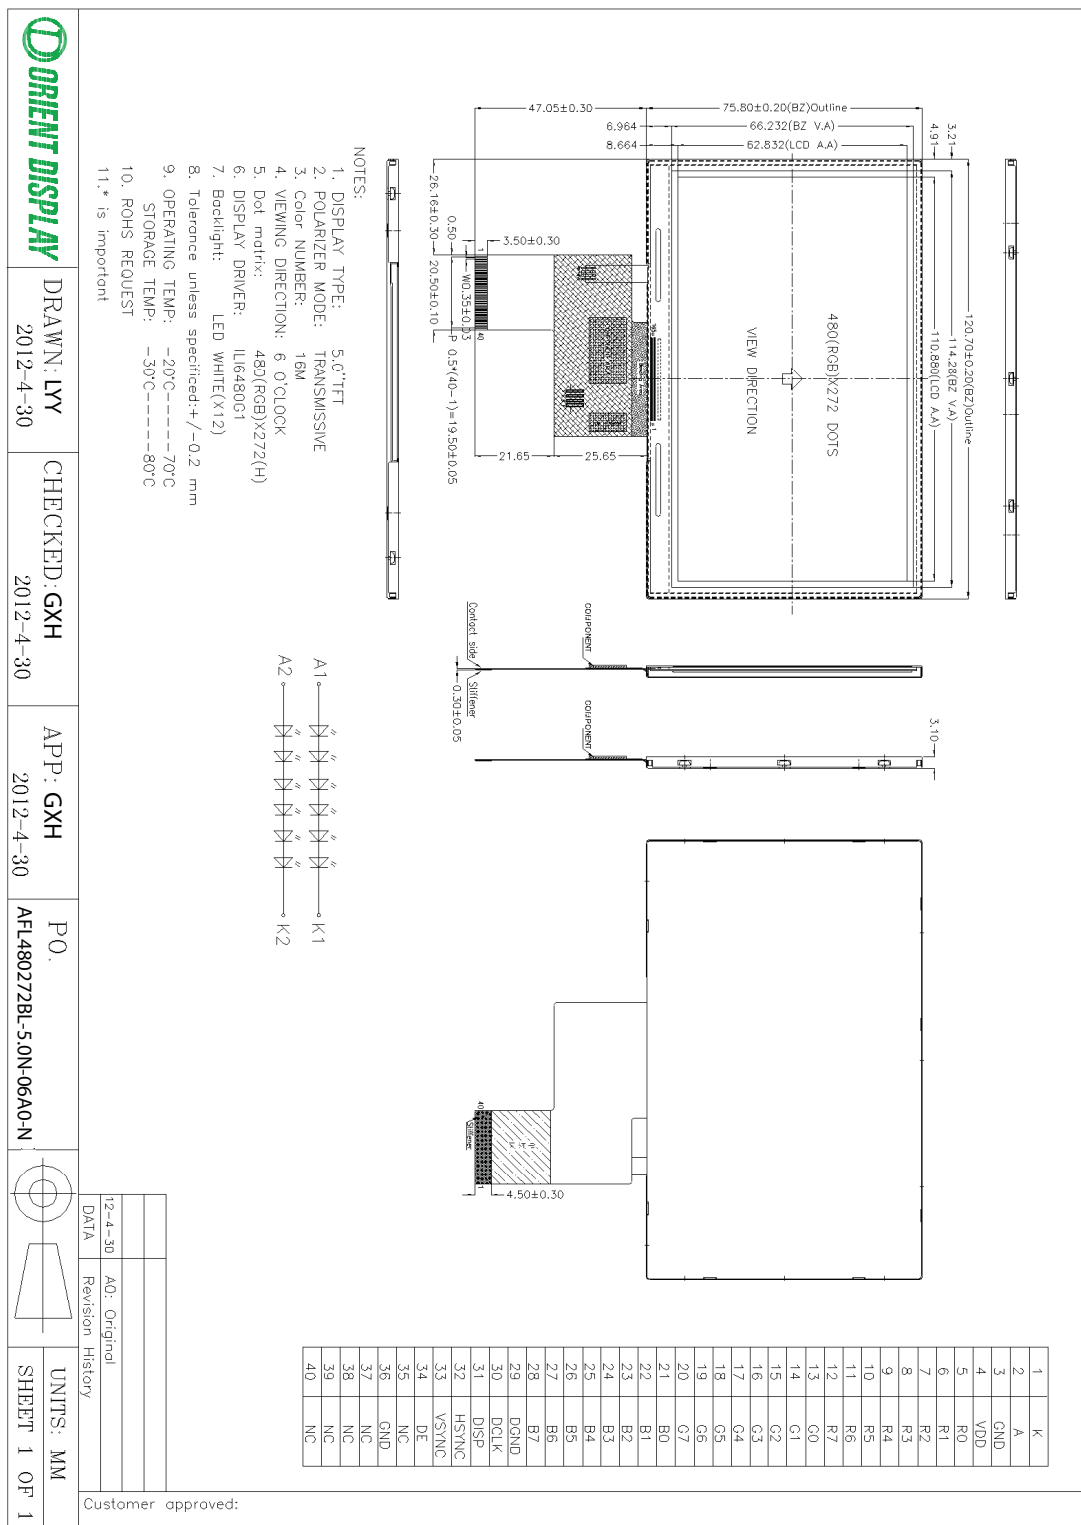 120.70±0.20(BZ)Outline
114.28(BZ V.A)
110.880(LCD A.A)
3.21
4.91
75.80±0.20(BZ)Outline
66.232(BZ V.A)
62.832(LCD A.A)
47.05±0.30
6.964
8.664
480(RGB)X272 DOTS
VIEW DIRECTION
25.65
21.65
3.50±0.30
26.16±0.30
0.50
20.50±0.10
W0.35±0.03
P 0.5*(40-1)=19.50±0.05
1
40
COMPONENT
Contact side
Stiffener
0.30±0.05
3.10
COMPONENT
40
1
Stiffener
4.50±0.30
NOTES:
1. DISPLAY TYPE: 5.0''TFT
2. POLARIZER MODE: TRANSMISSIVE
3. Color NUMBER: 16M
4. VIEWING DIRECTION: 6 O'CLOCK
5. Dot matrix: 480(RGB)X272(H)
6. DISPLAY DRIVER: ILI6480G1
7. Backlight: LED WHITE(X12)
8. Tolerance unless specified:+/-0.2 mm
9. OPERATING TEMP: -20°C-----70°C
STORAGE TEMP: -30°C-----80°C
10. ROHS REQUEST
11.* is important
A1
K1
A2
K2
1 K
2 A
3 GND
4 VDD
5 R0
6 R1
7 R2
8 R3
9 R4
10 R5
11 R6
12 R7
13 G0
14 G1
15 G2
16 G3
17 G4
18 G5
19 G6
20 G7
21 B0
22 B1
23 B2
24 B3
25 B4
26 B5
27 B6
28 B7
29 DGND
30 DCLK
31 DISP
32 HSYNC
33 VSYNC
34 DE
35 NC
36 GND
37 NC
38 NC
39 NC
40 NC
12-4-30 A0: Original
DATA Revision History
Customer approved:
ORIENT DISPLAY
DRAWN: LYY
2012-4-30
CHECKED: GXH
2012-4-30
APP: GXH
2012-4-30
PO.
AFL480272BL-5.0N-06A0-N
UNITS: MM
SHEET 1 OF 1